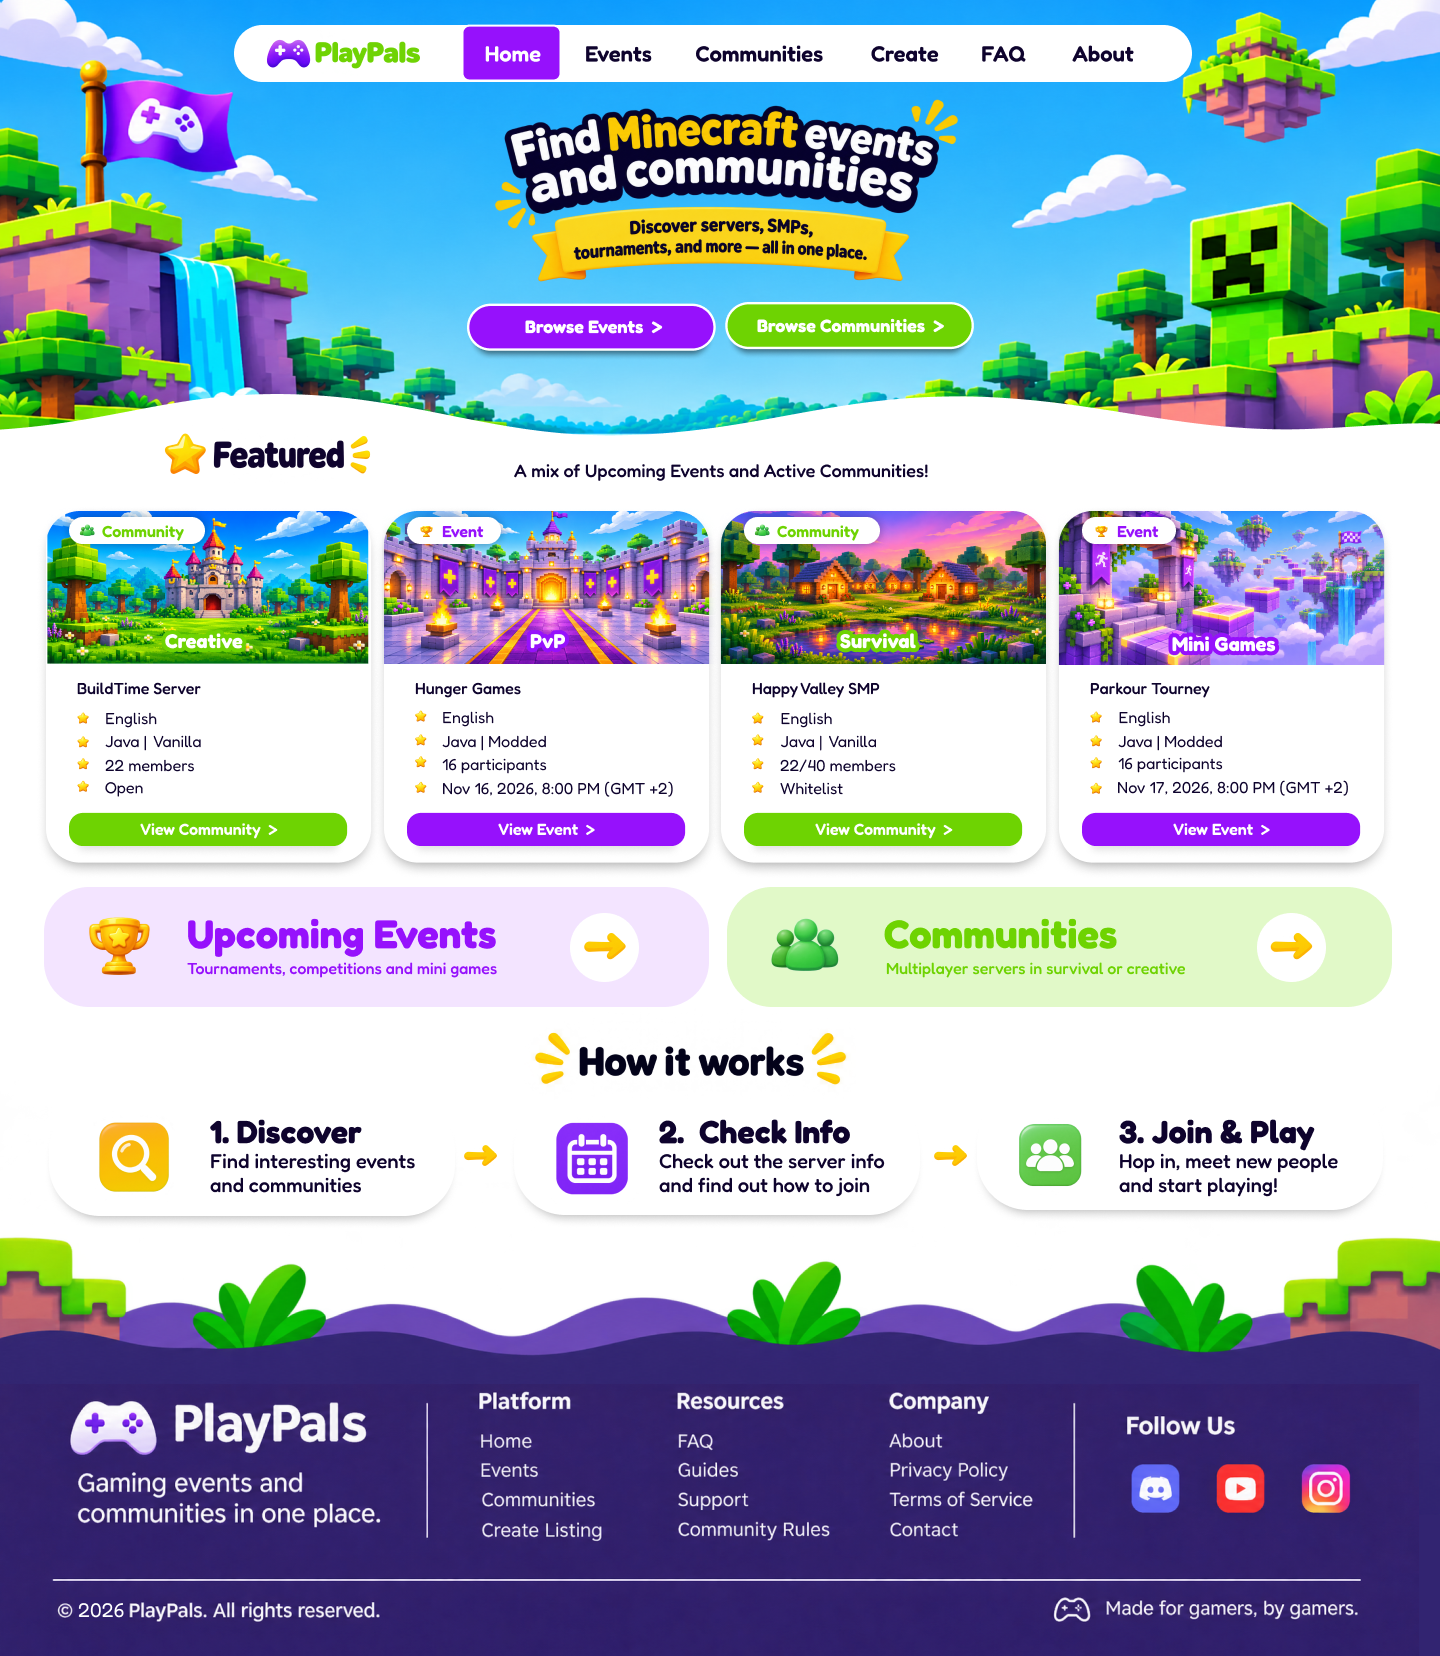 PlayPals
Home
Events
Communities
Create
FAQ
About
Find Minecraft events
and communities
Discover servers, SMPs,
tournaments, and more — all in one place.
Browse Events >
Browse Communities >
Featured
A mix of Upcoming Events and Active Communities!
Community
Creative
BuildTime Server
English
Java | Vanilla
22 members
Open
View Community >
Event
PvP
Hunger Games
English
Java | Modded
16 participants
Nov 16, 2026, 8:00 PM (GMT +2)
View Event >
Community
Survival
Happy Valley SMP
English
Java | Vanilla
22/40 members
Whitelist
View Community >
Event
Mini Games
Parkour Tourney
English
Java | Modded
16 participants
Nov 17, 2026, 8:00 PM (GMT +2)
View Event >
Upcoming Events
Tournaments, competitions and mini games
Communities
Multiplayer servers in survival or creative
How it works
1. Discover
Find interesting events
and communities
2. Check Info
Check out the server info
and find out how to join
3. Join & Play
Hop in, meet new people
and start playing!
PlayPals
Gaming events and
communities in one place.
Platform
Home
Events
Communities
Create Listing
Resources
FAQ
Guides
Support
Community Rules
Company
About
Privacy Policy
Terms of Service
Contact
Follow Us
© 2026 PlayPals. All rights reserved.
Made for gamers, by gamers.